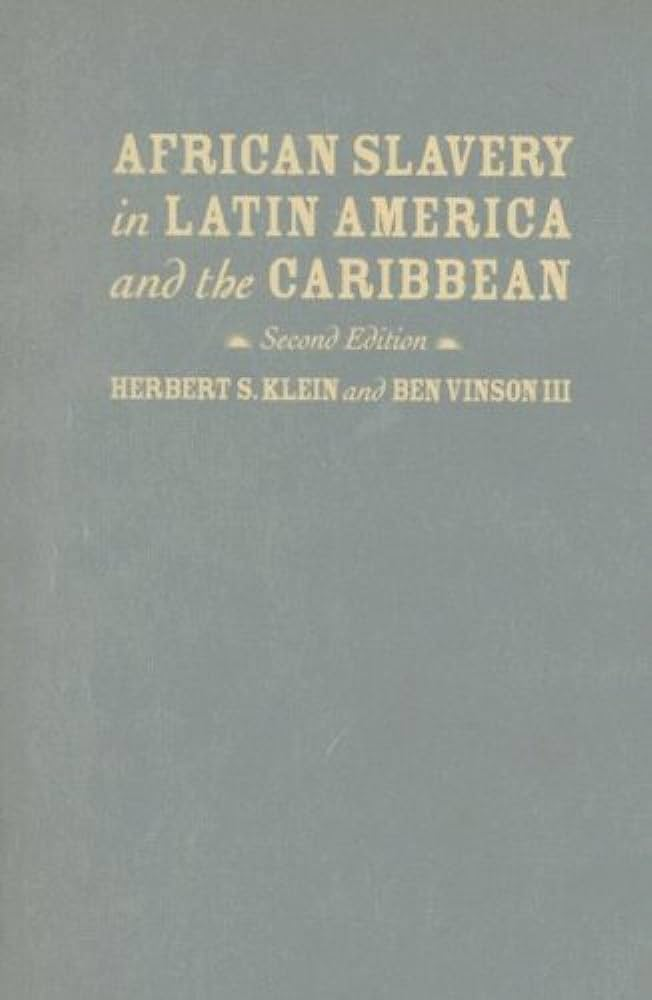 AFRICAN SLAVERY
in LATIN AMERICA
and the CARIBBEAN
Second Edition
HERBERT S. KLEIN and BEN VINSON III